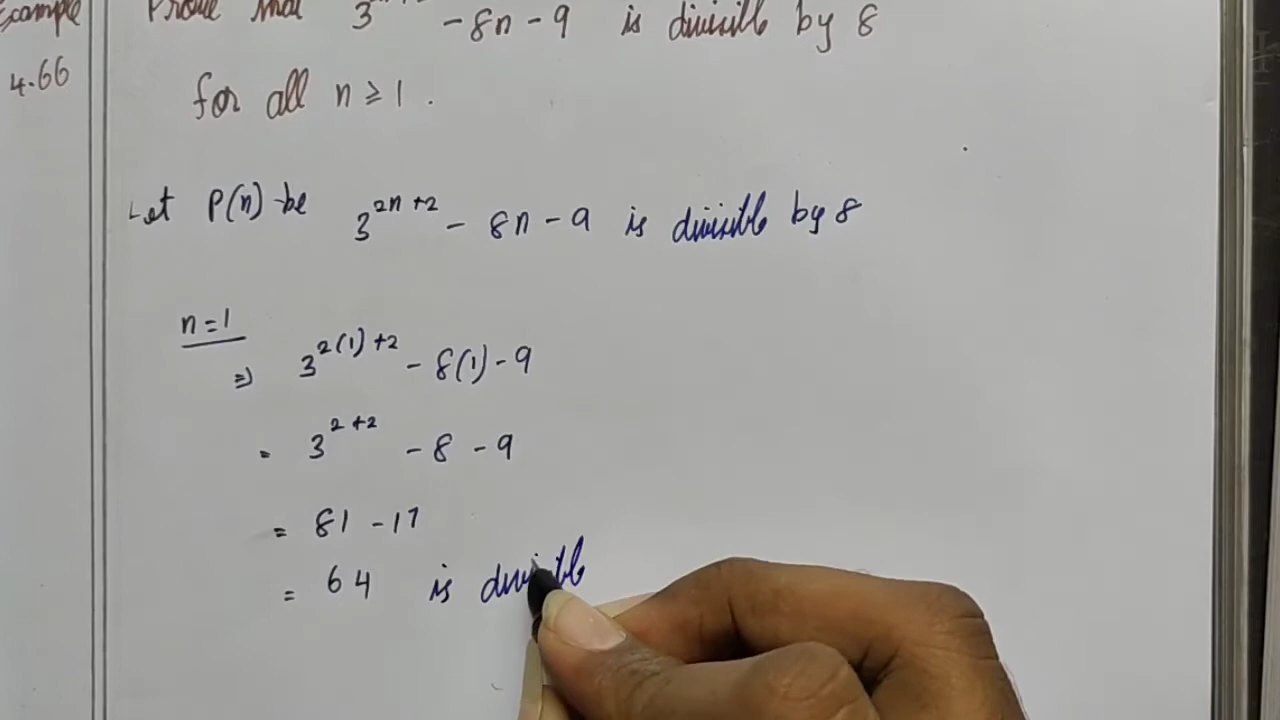 Example Prove that 3 - 8n - 9 is divisible by 8
4.66
for all n ≥ 1.
Let P(n) be 3^{2n+2} - 8n - 9 is divisible by 8
n = 1
⇒ 3^{2(1)+2} - 8(1) - 9
= 3^{2+2} - 8 - 9
= 81 - 17
= 64 is divisible